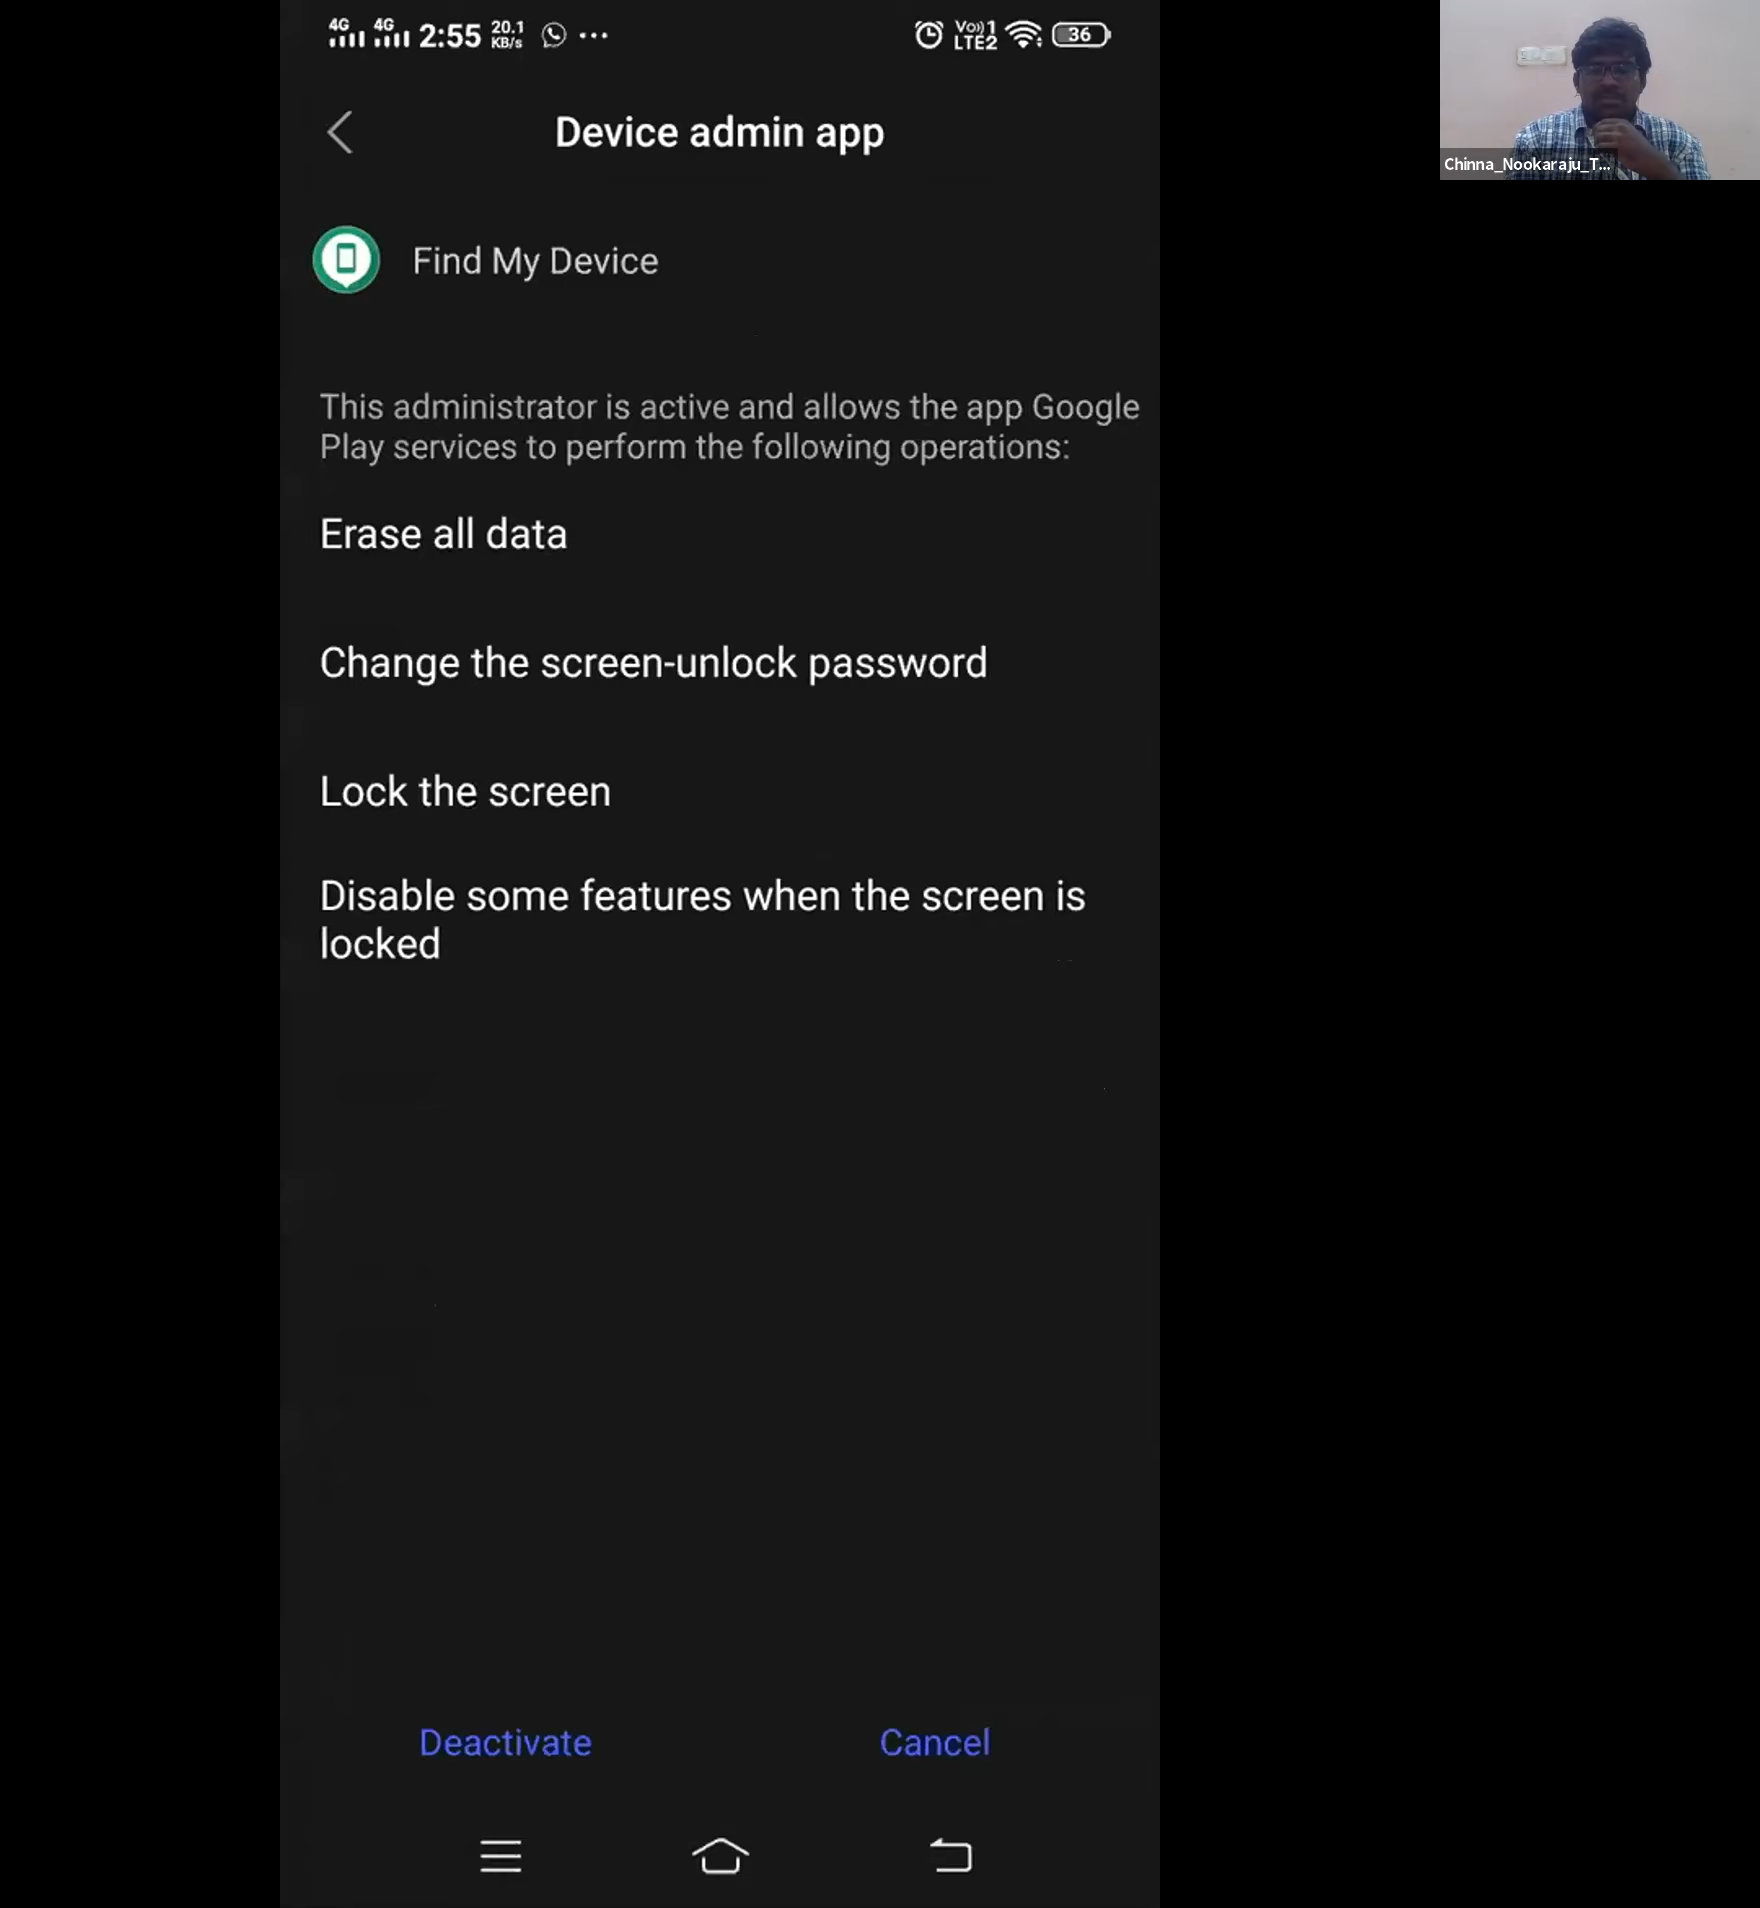 4G 4G 2:55 20.1 KB/s ... Vo)) 1 LTE2 36
Device admin app
Find My Device
This administrator is active and allows the app Google
Play services to perform the following operations:
Erase all data
Change the screen-unlock password
Lock the screen
Disable some features when the screen is
locked
Deactivate Cancel
Chinna_Nookaraju_T...